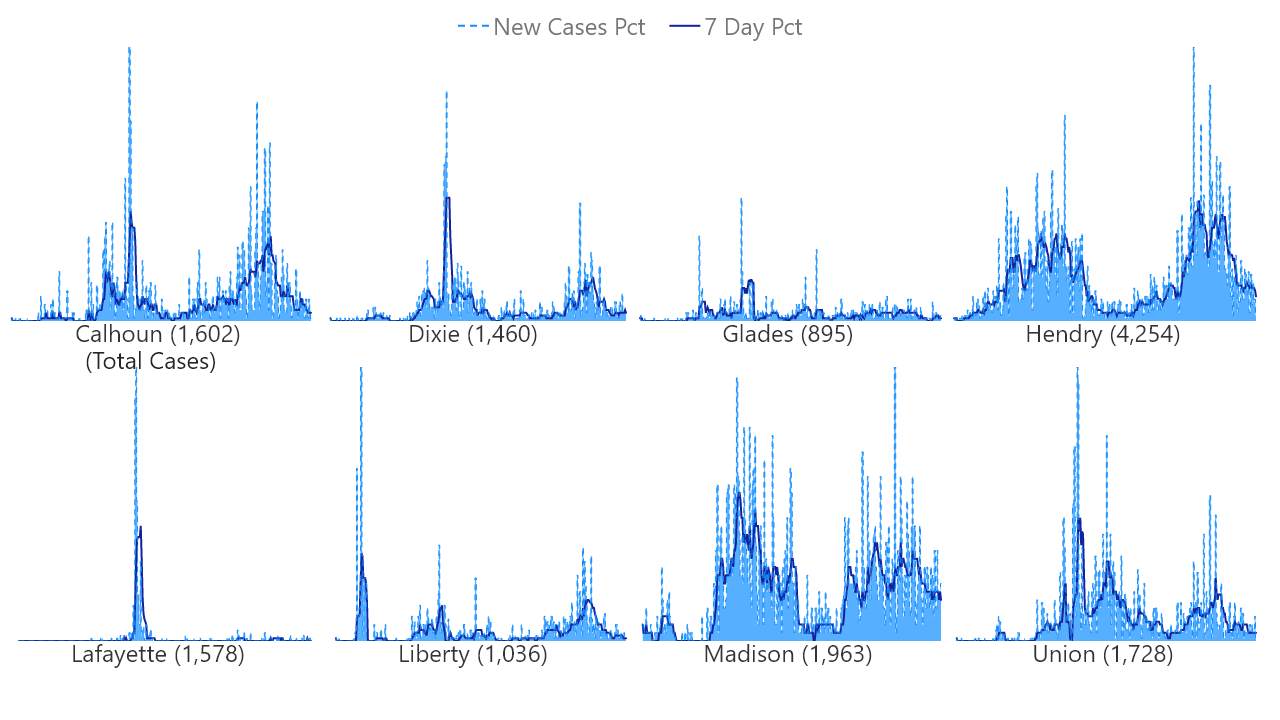 New Cases Pct 7 Day Pct
Calhoun (1,602) Dixie (1,460) Glades (895) Hendry (4,254)
(Total Cases)
Lafayette (1,578) Liberty (1,036) Madison (1,963) Union (1,728)